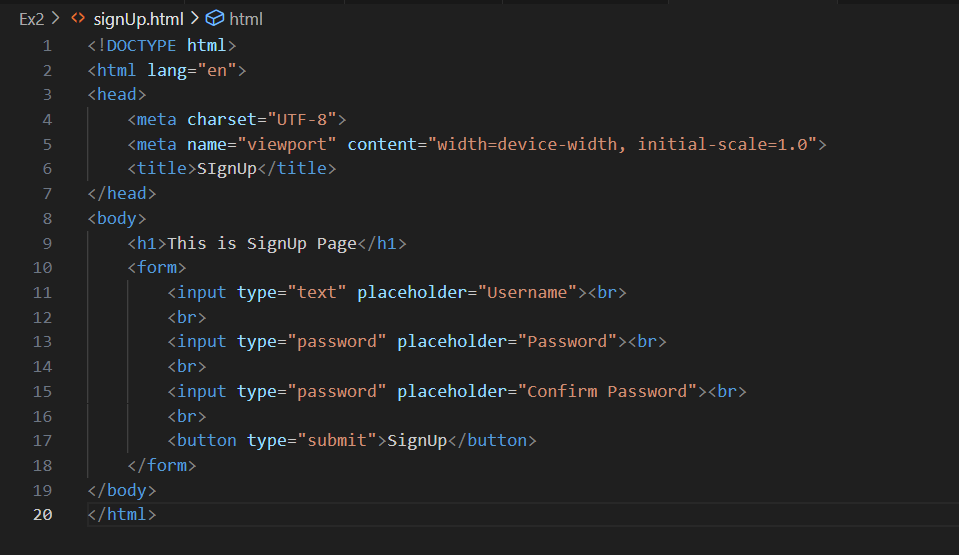 Ex2 > <> signUp.html > html
1 <!DOCTYPE html>
2 <html lang="en">
3 <head>
4     <meta charset="UTF-8">
5     <meta name="viewport" content="width=device-width, initial-scale=1.0">
6     <title>SIgnUp</title>
7 </head>
8 <body>
9     <h1>This is SignUp Page</h1>
10     <form>
11         <input type="text" placeholder="Username"><br>
12         <br>
13         <input type="password" placeholder="Password"><br>
14         <br>
15         <input type="password" placeholder="Confirm Password"><br>
16         <br>
17         <button type="submit">SignUp</button>
18     </form>
19 </body>
20 </html>